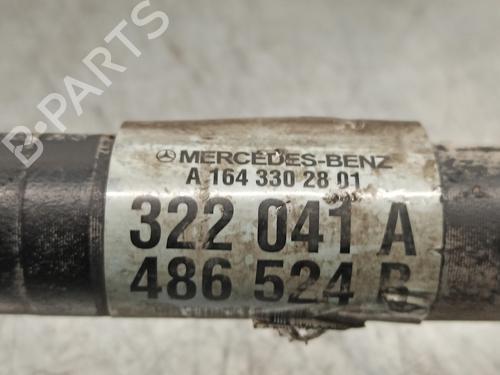 B-PARTS
MERCEDES-BENZ
A 164 330 28 01
322 041 A
486 524 B